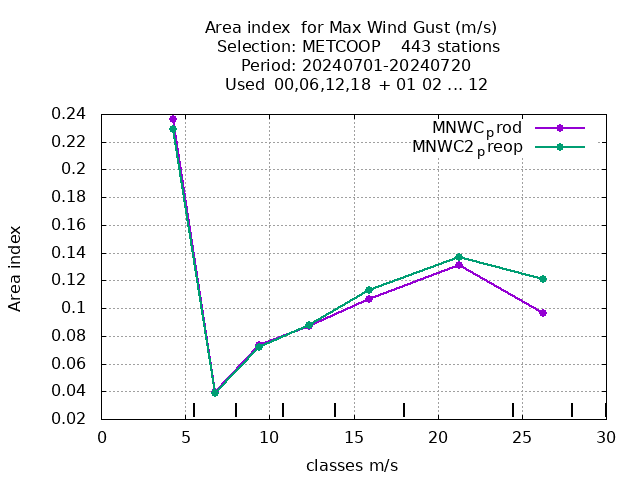 Area index  for Max Wind Gust (m/s)
Selection: METCOOP    443 stations
Period: 20240701-20240720
Used  00,06,12,18  + 01 02 ... 12
0.24
0.22
0.2
0.18
0.16
0.14
0.12
0.1
0.08
0.06
0.04
0.02
MNWCprod
MNWC2preop
Area index
0 5 10 15 20 25 30
classes m/s